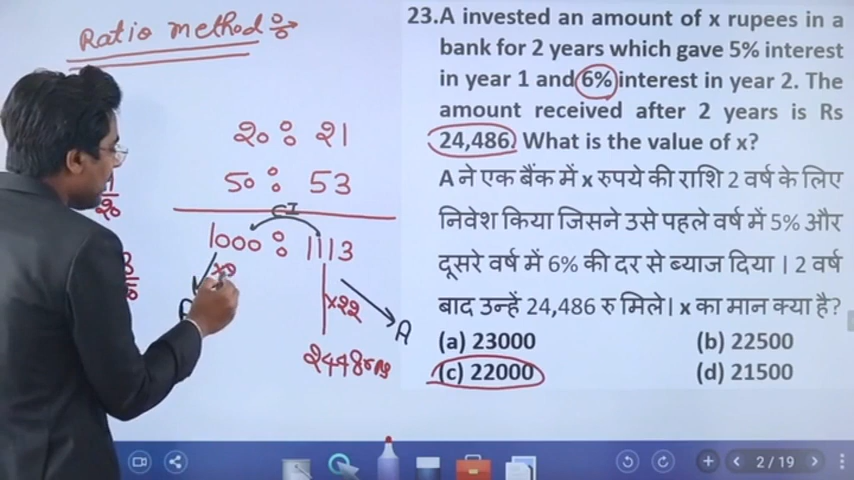 Ratio method
20 : 21
50 : 53
CI
1000 : 1113
×22
A
24486 RS
23. A invested an amount of x rupees in a
bank for 2 years which gave 5% interest
in year 1 and 6% interest in year 2. The
amount received after 2 years is Rs
24,486. What is the value of x?
A ने एक बैंक में x रुपये की राशि 2 वर्ष के लिए
निवेश किया जिसने उसे पहले वर्ष में 5% और
दूसरे वर्ष में 6% की दर से ब्याज दिया । 2 वर्ष
बाद उन्हें 24,486 रु मिले। x का मान क्या है?
(a) 23000 (b) 22500
(c) 22000 (d) 21500
2 / 19